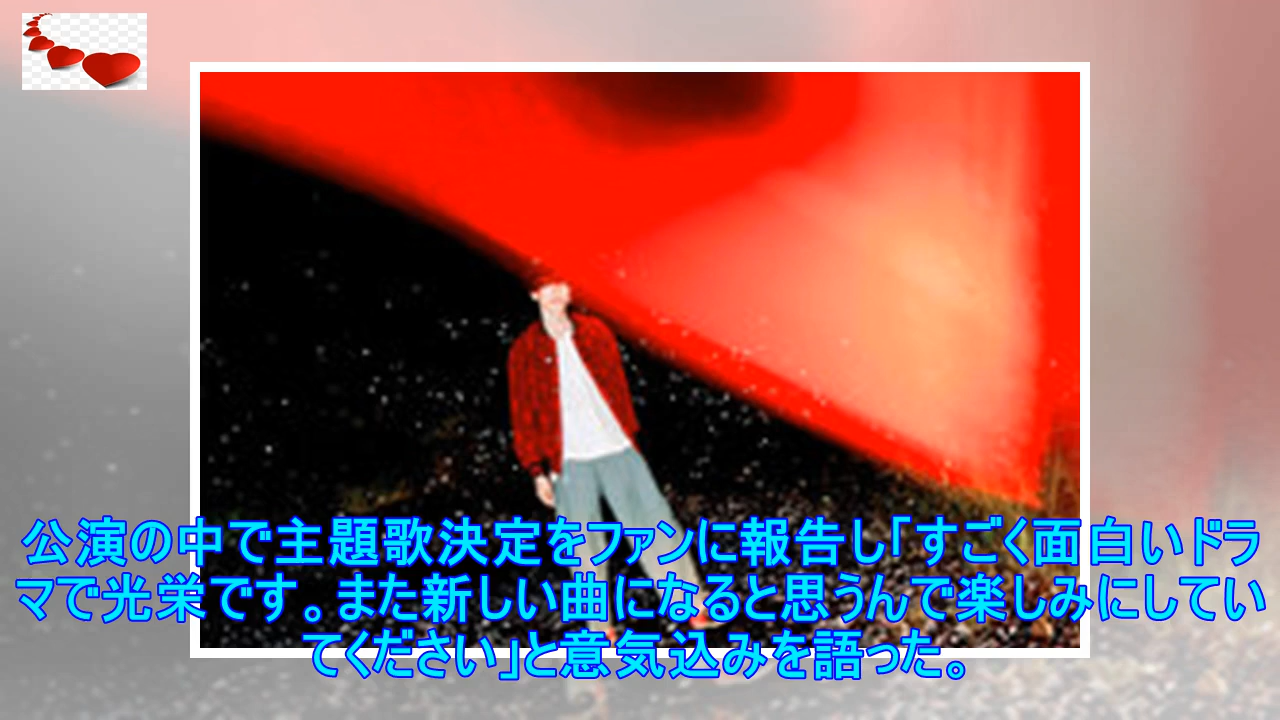 公演の中で主題歌決定をファンに報告し「すごく面白いドラ
マで光栄です。また新しい曲になると思うんで楽しみにしてい
てください」と意気込みを語った。